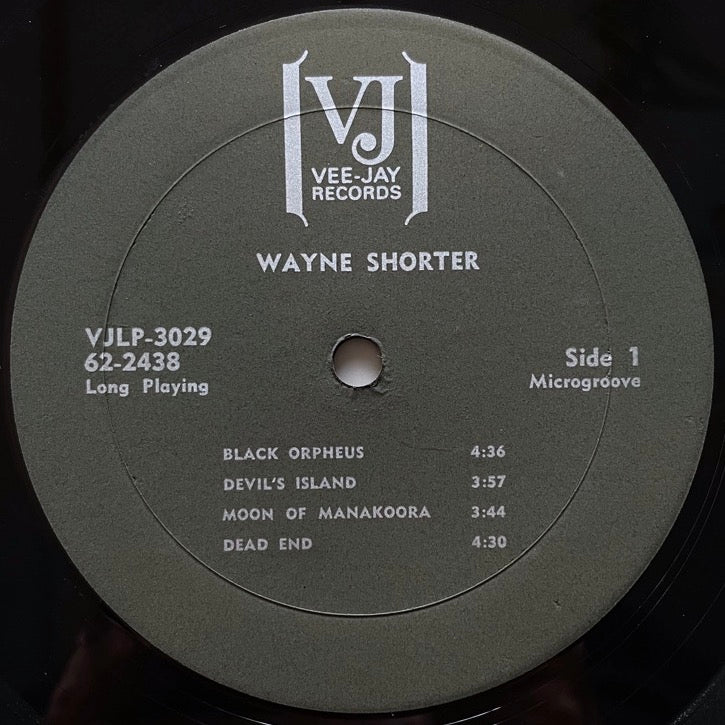 VJ
VEE-JAY
RECORDS
WAYNE SHORTER
VJLP-3029
62-2438
Long Playing
Side 1
Microgroove
BLACK ORPHEUS 4:36
DEVIL'S ISLAND 3:57
MOON OF MANAKOORA 3:44
DEAD END 4:30